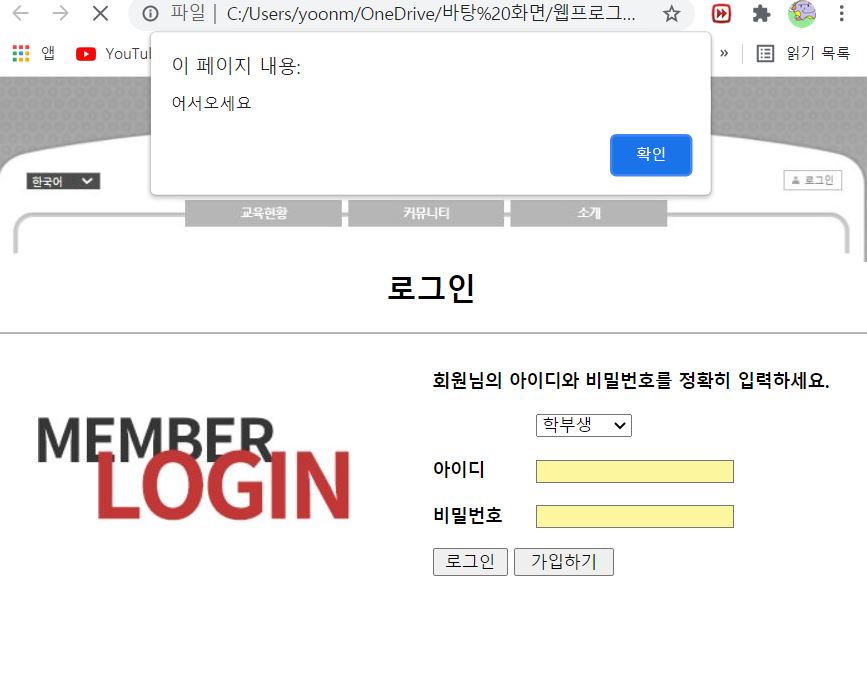 파일 | C:/Users/yoonm/OneDrive/바탕%20화면/웹프로그...
앱 YouTu » 읽기 목록
이 페이지 내용:
어서오세요
확인
한국어 로그인
교육현황 커뮤니티 소개
로그인
회원님의 아이디와 비밀번호를 정확히 입력하세요.
학부생
MEMBER
LOGIN
아이디
비밀번호
로그인 가입하기